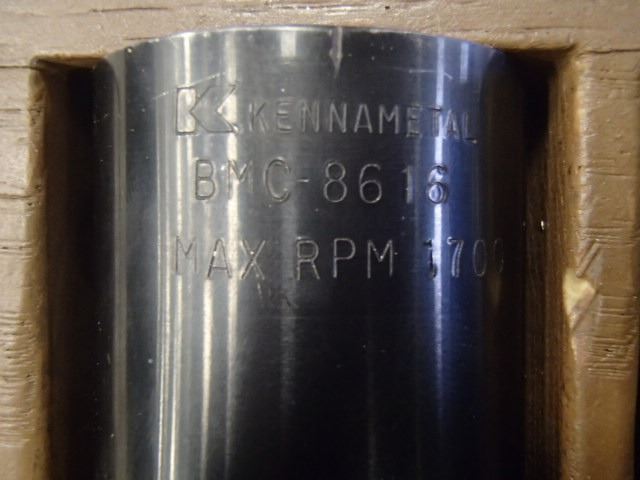 K KENNAMETAL
BMC-8616
MAX RPM 1700